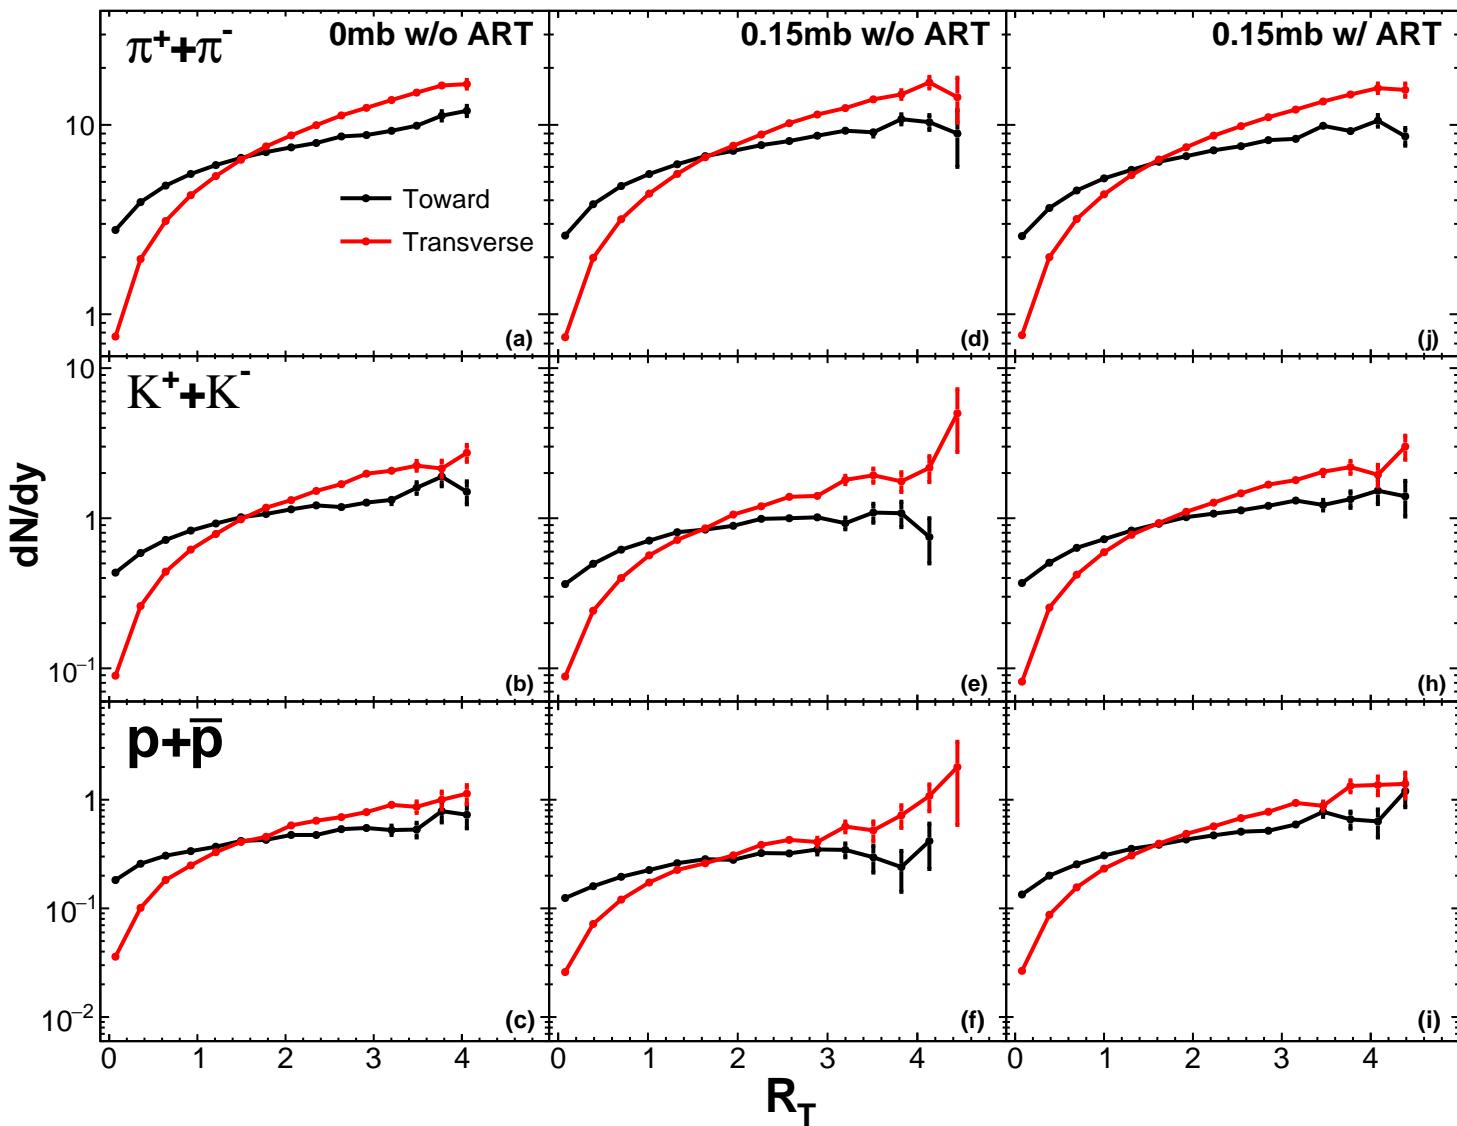 π⁺+π⁻ 0mb w/o ART 0.15mb w/o ART 0.15mb w/ ART
10
Toward
Transverse
1
(a) (d) (j)
10
K⁺+K⁻
dN/dy
1
10⁻¹
(b) (e) (h)
p+p̅
1
10⁻¹
10⁻²
(c) (f) (i)
0 1 2 3 4 0 1 2 3 4 0 1 2 3 4
R_T